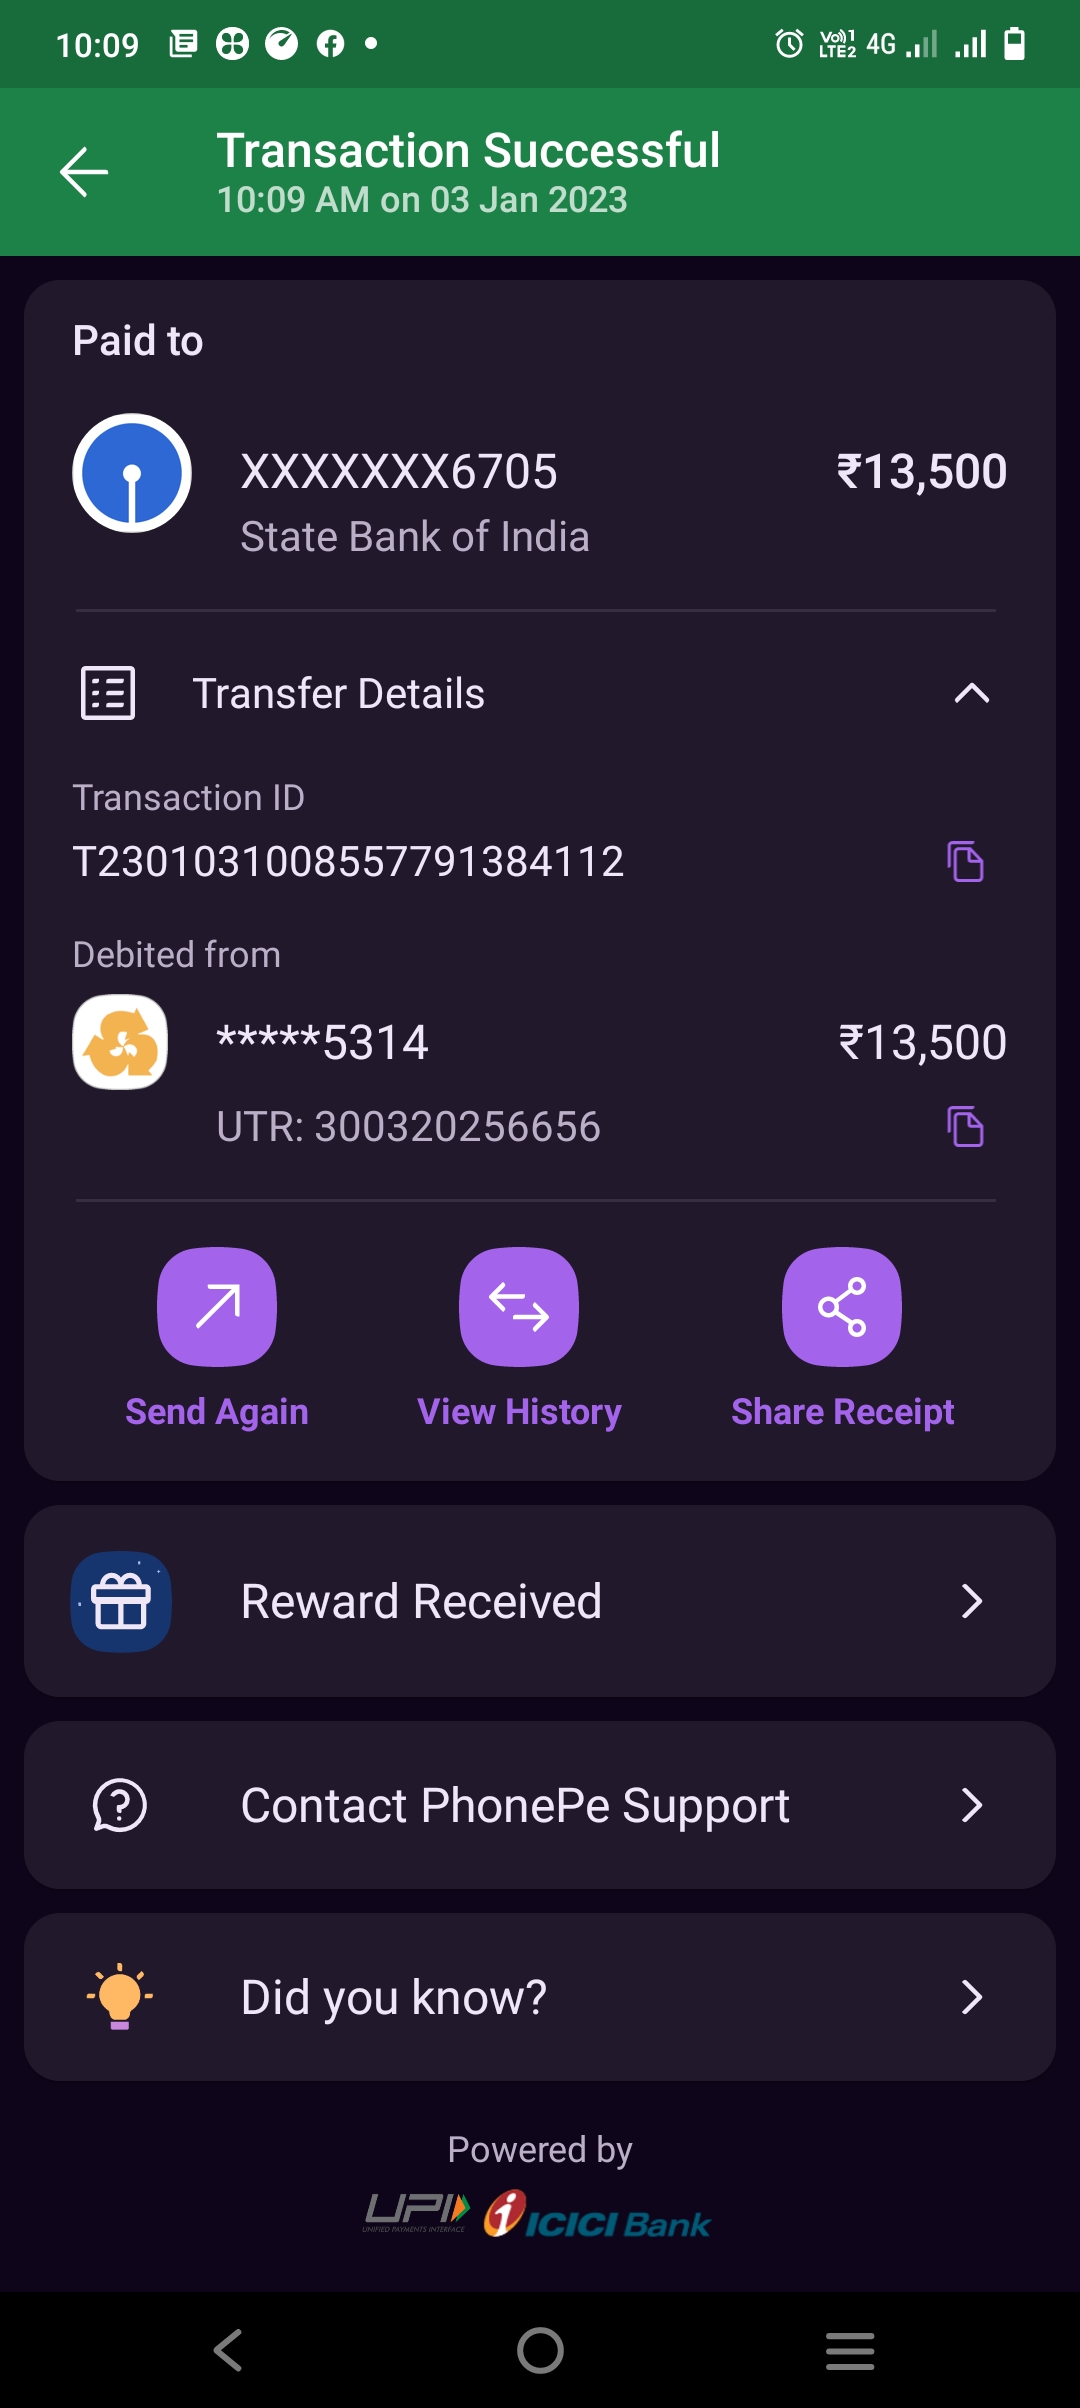 10:09
Vo)) 1
LTE2 4G
Transaction Successful
10:09 AM on 03 Jan 2023
Paid to
XXXXXXX6705
₹13,500
State Bank of India
Transfer Details
Transaction ID
T2301031008557791384112
Debited from
*****5314
₹13,500
UTR: 300320256656
Send Again
View History
Share Receipt
Reward Received
Contact PhonePe Support
Did you know?
Powered by
UPI
UNIFIED PAYMENTS INTERFACE
ICICI Bank